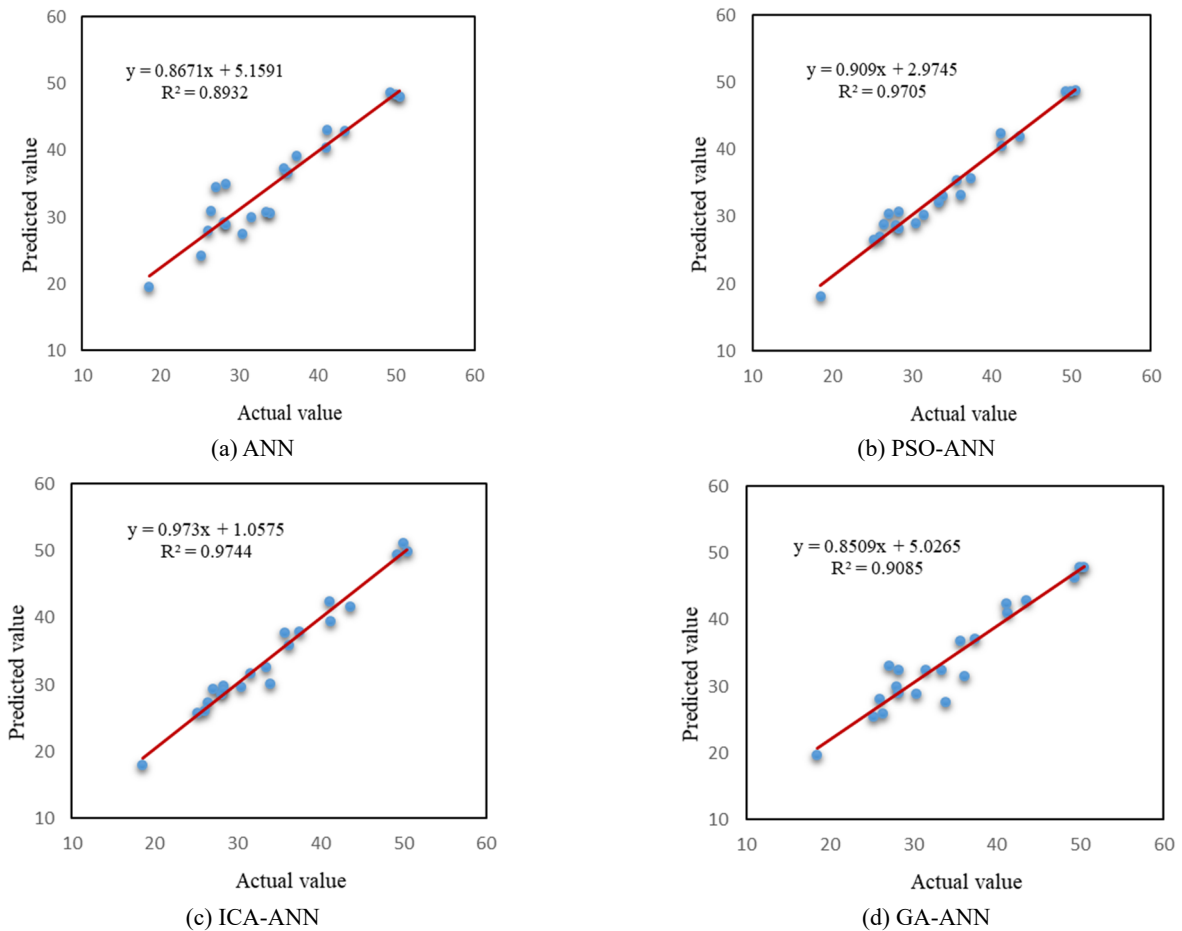 60
50
40
30
20
10
y = 0.8671x + 5.1591
R² = 0.8932
Predicted value
10 20 30 40 50 60
Actual value
(a) ANN
60
50
40
30
20
10
y = 0.909x + 2.9745
R² = 0.9705
Predicted value
10 20 30 40 50 60
Actual value
(b) PSO-ANN
60
50
40
30
20
10
y = 0.973x + 1.0575
R² = 0.9744
Predicted value
10 20 30 40 50 60
Actual value
(c) ICA-ANN
60
50
40
30
20
10
y = 0.8509x + 5.0265
R² = 0.9085
Predicted value
10 20 30 40 50 60
Actual value
(d) GA-ANN